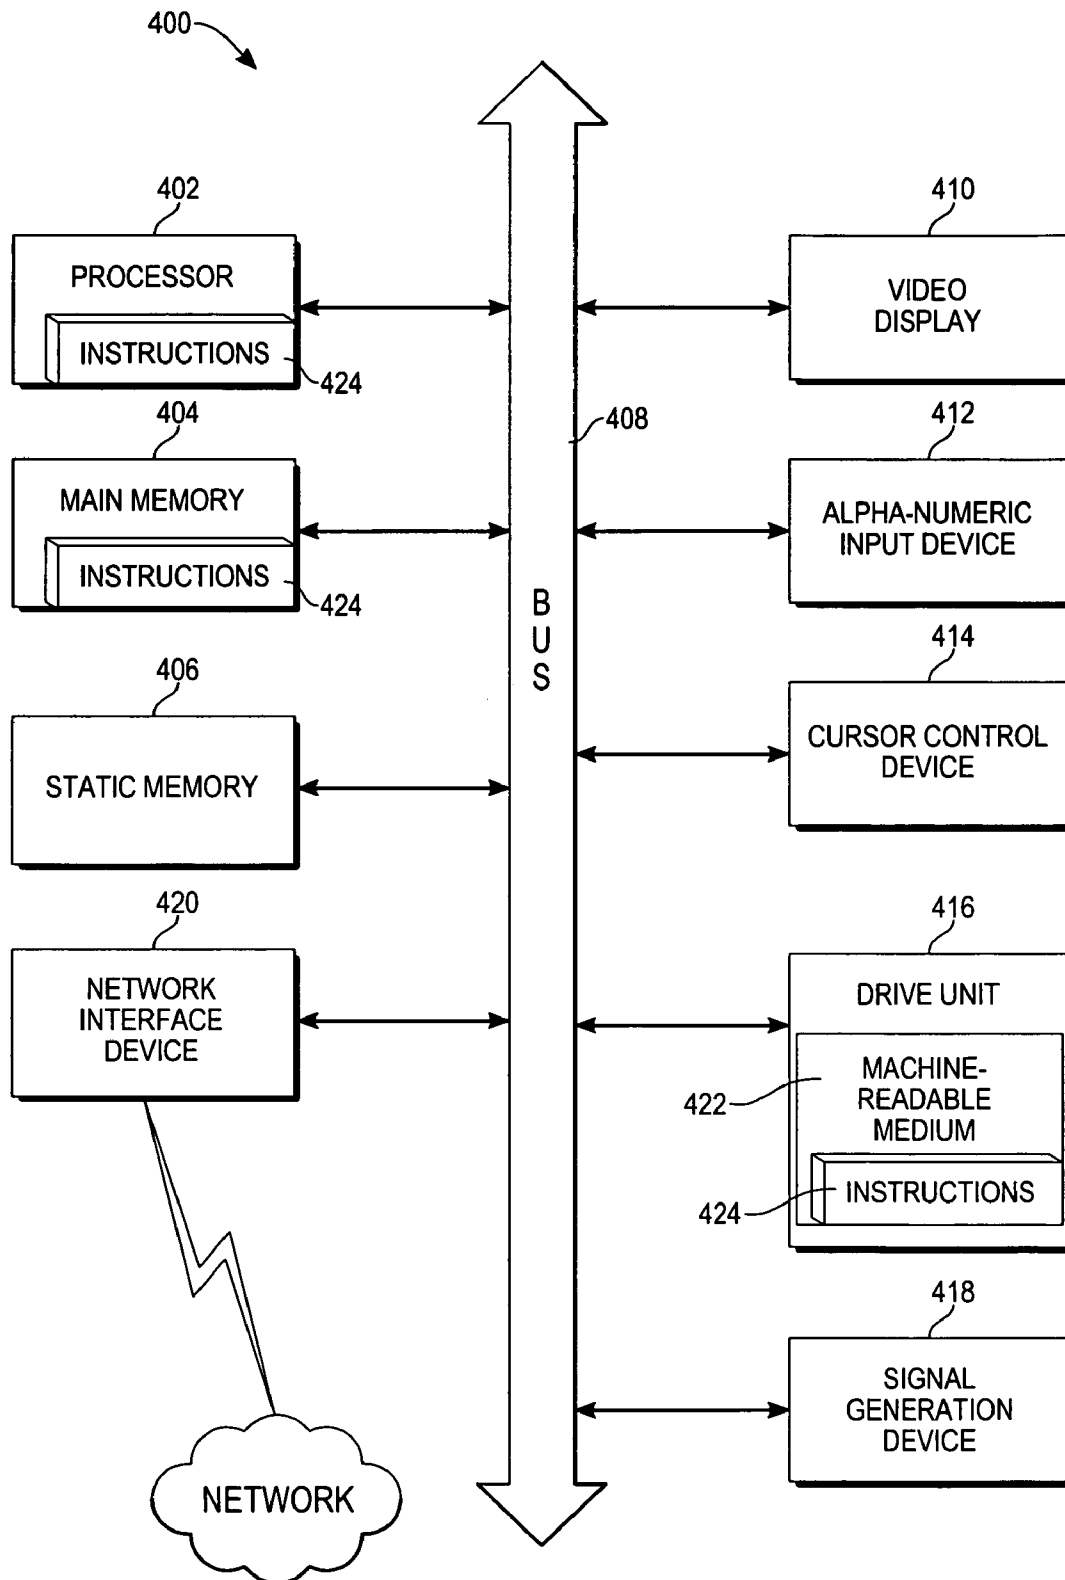 400
402
PROCESSOR
INSTRUCTIONS
424
404
MAIN MEMORY
INSTRUCTIONS
424
406
STATIC MEMORY
420
NETWORK
INTERFACE
DEVICE
NETWORK
408
B
U
S
410
VIDEO
DISPLAY
412
ALPHA-NUMERIC
INPUT DEVICE
414
CURSOR CONTROL
DEVICE
416
DRIVE UNIT
422
MACHINE-
READABLE
MEDIUM
424
INSTRUCTIONS
418
SIGNAL
GENERATION
DEVICE